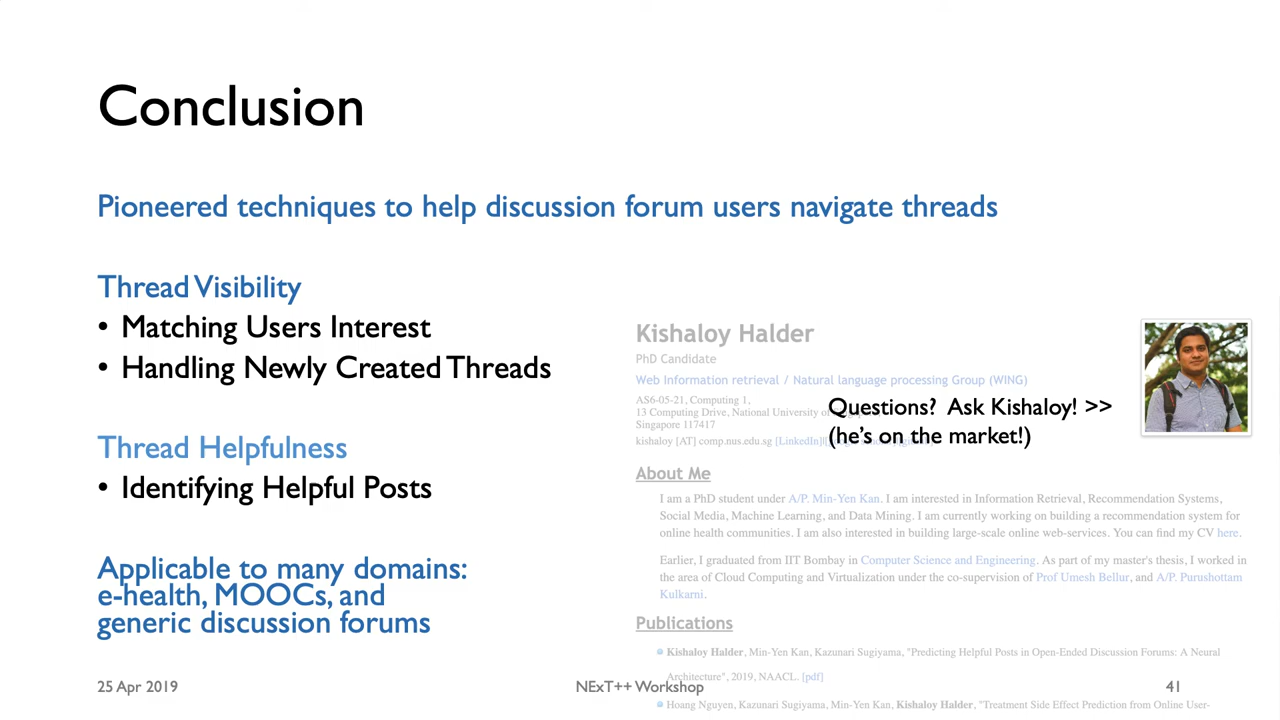 Conclusion
Pioneered techniques to help discussion forum users navigate threads
Thread Visibility
• Matching Users Interest
• Handling Newly Created Threads
Thread Helpfulness
• Identifying Helpful Posts
Applicable to many domains:
e-health, MOOCs, and
generic discussion forums
Kishaloy Halder
PhD Candidate
Web Information retrieval / Natural language processing Group (WING)
AS6-05-21, Computing 1,
13 Computing Drive, National University of
Singapore 117417
kishaloy [AT] comp.nus.edu.sg [LinkedIn]
Questions? Ask Kishaloy! >>
(he's on the market!)
About Me
I am a PhD student under A/P. Min-Yen Kan. I am interested in Information Retrieval, Recommendation Systems,
Social Media, Machine Learning, and Data Mining. I am currently working on building a recommendation system for
online health communities. I am also interested in building large-scale online web-services. You can find my CV here.
Earlier, I graduated from IIT Bombay in Computer Science and Engineering. As part of my master's thesis, I worked in
the area of Cloud Computing and Virtualization under the co-supervision of Prof Umesh Bellur, and A/P. Purushottam
Kulkarni.
Publications
Kishaloy Halder, Min-Yen Kan, Kazunari Sugiyama, "Predicting Helpful Posts in Open-Ended Discussion Forums: A Neural
Architecture", 2019, NAACL. [pdf]
Hoang Nguyen, Kazunari Sugiyama, Min-Yen Kan, Kishaloy Halder, "Treatment Side Effect Prediction from Online User-
25 Apr 2019
NExT++ Workshop
41